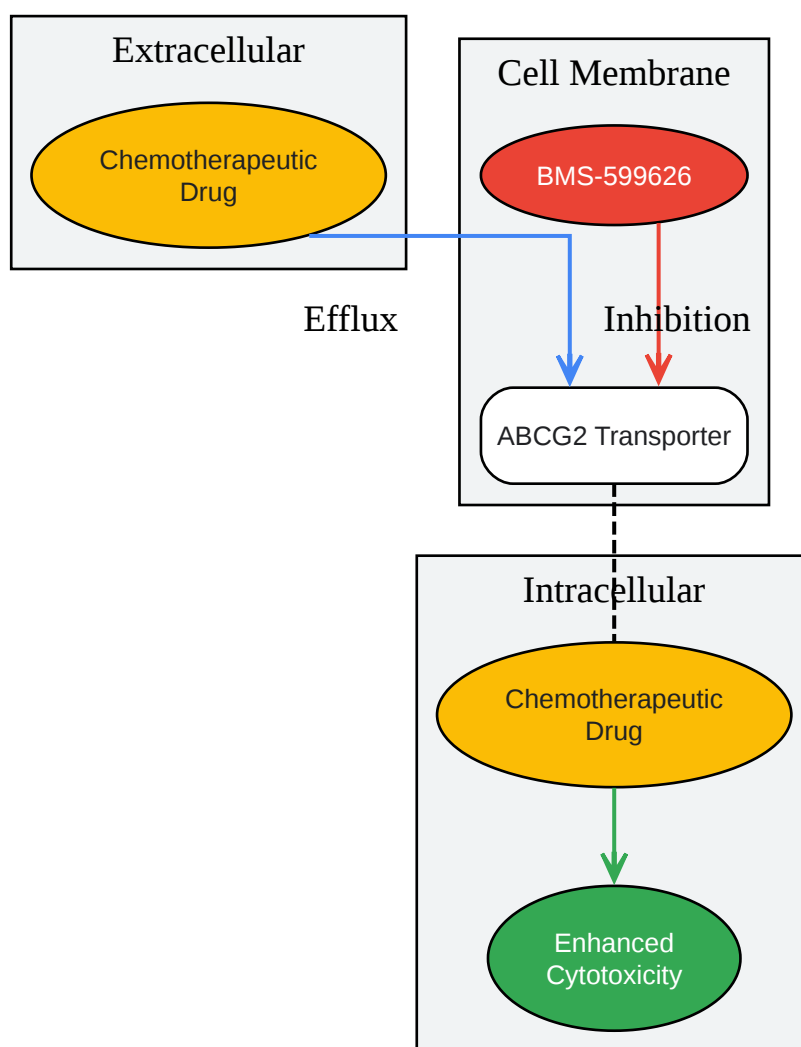 Extracellular
Chemotherapeutic
Drug
Cell Membrane
BMS-599626
Efflux
Inhibition
ABCG2 Transporter
Intracellular
Chemotherapeutic
Drug
Enhanced
Cytotoxicity